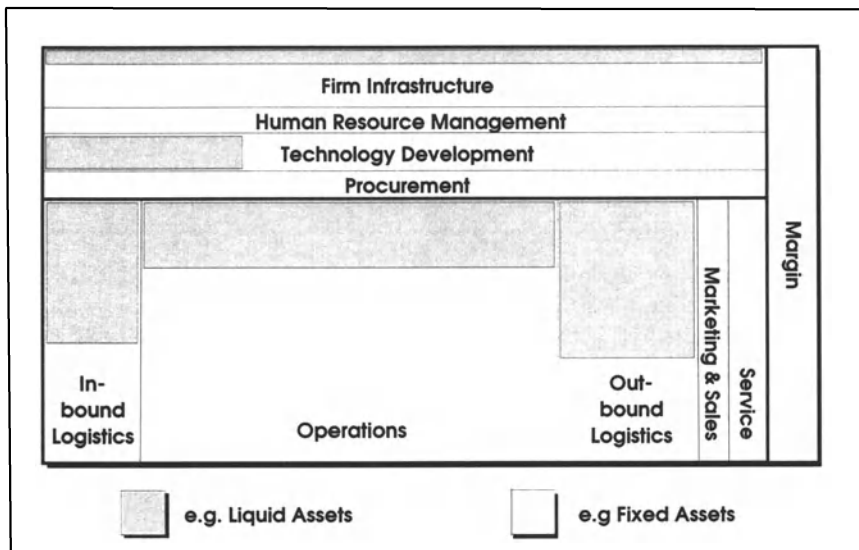 Firm Infrastructure
Human Resource Management
Technology Development
Procurement
Margin
In-
bound
Logistics
Operations
Out-
bound
Logistics
Marketing & Sales
Service
e.g. Liquid Assets
e.g Fixed Assets